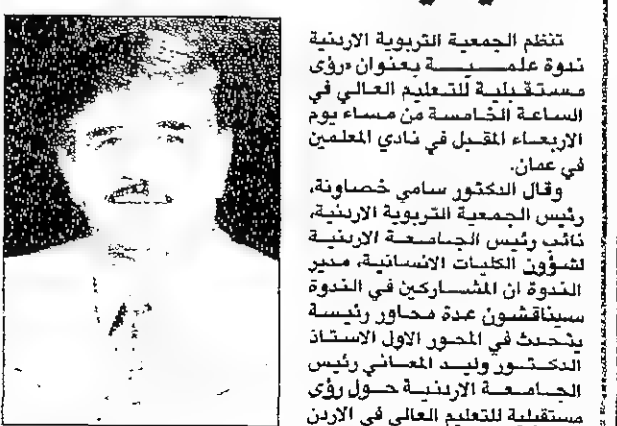 تنظم الجمعية التربوية الاردنية
ندوة علمية بعنوان «رؤى
مستقبلية للتعليم العالي في
الساعة الخامسة من مساء يوم
الاربعاء المقبل في نادي المعلمين
في عمان.
وقال الدكتور سامي خصاونة،
رئيس الجمعية التربوية الاردنية،
نائب رئيس الجامعة الاردنية
لشؤون الكليات الانسانية، مدير
الندوة ان المشاركين في الندوة
سيناقشون عدة محاور رئيسة
يتحدث في المحور الاول الاستاذ
الدكتور وليد المعاني رئيس
الجامعة الاردنية حول رؤى
مستقبلية للتعليم العالي في الاردن